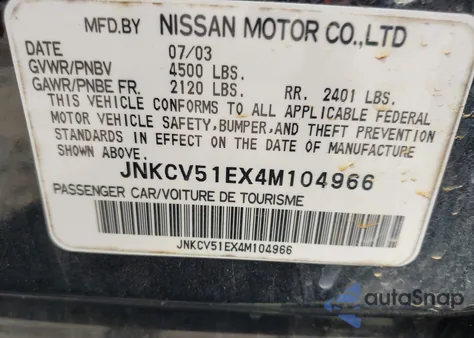 MFD.BY NISSAN MOTOR CO.,LTD
DATE 07/03
GVWR/PNBV 4500 LBS.
GAWR/PNBE FR. 2120 LBS. RR. 2401 LBS.
THIS VEHICLE CONFORMS TO ALL APPLICABLE FEDERAL
MOTOR VEHICLE SAFETY, BUMPER,AND THEFT PREVENTION
STANDARDS IN EFFECT ON THE DATE OF MANUFACTURE
SHOWN ABOVE.
JNKCV51EX4M104966
PASSENGER CAR/VOITURE DE TOURISME
JNKCV51EX4M104966
autoSnap